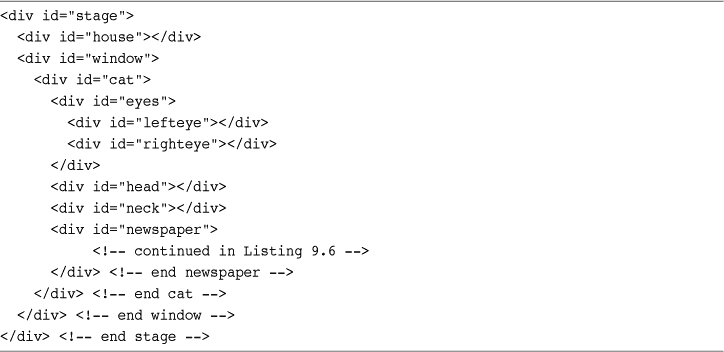 <div id="stage">
  <div id="house"></div>
  <div id="window">
    <div id="cat">
      <div id="eyes">
        <div id="lefteye"></div>
        <div id="righteye"></div>
      </div>
      <div id="head"></div>
      <div id="neck"></div>
      <div id="newspaper">
           <!-- continued in Listing 9.6 -->
      </div> <!-- end newspaper -->
    </div> <!-- end cat -->
  </div> <!-- end window -->
</div> <!-- end stage -->